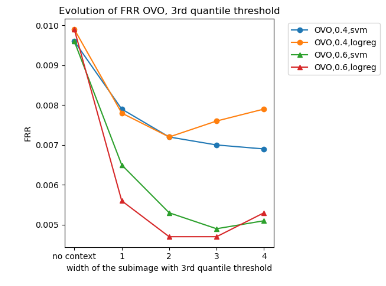 Evolution of FRR OVO, 3rd quantile threshold
0.010
0.009
0.008
0.007
0.006
0.005
FRR
no context
1
2
3
4
width of the subimage with 3rd quantile threshold
OVO,0.4,svm
OVO,0.4,logreg
OVO,0.6,svm
OVO,0.6,logreg